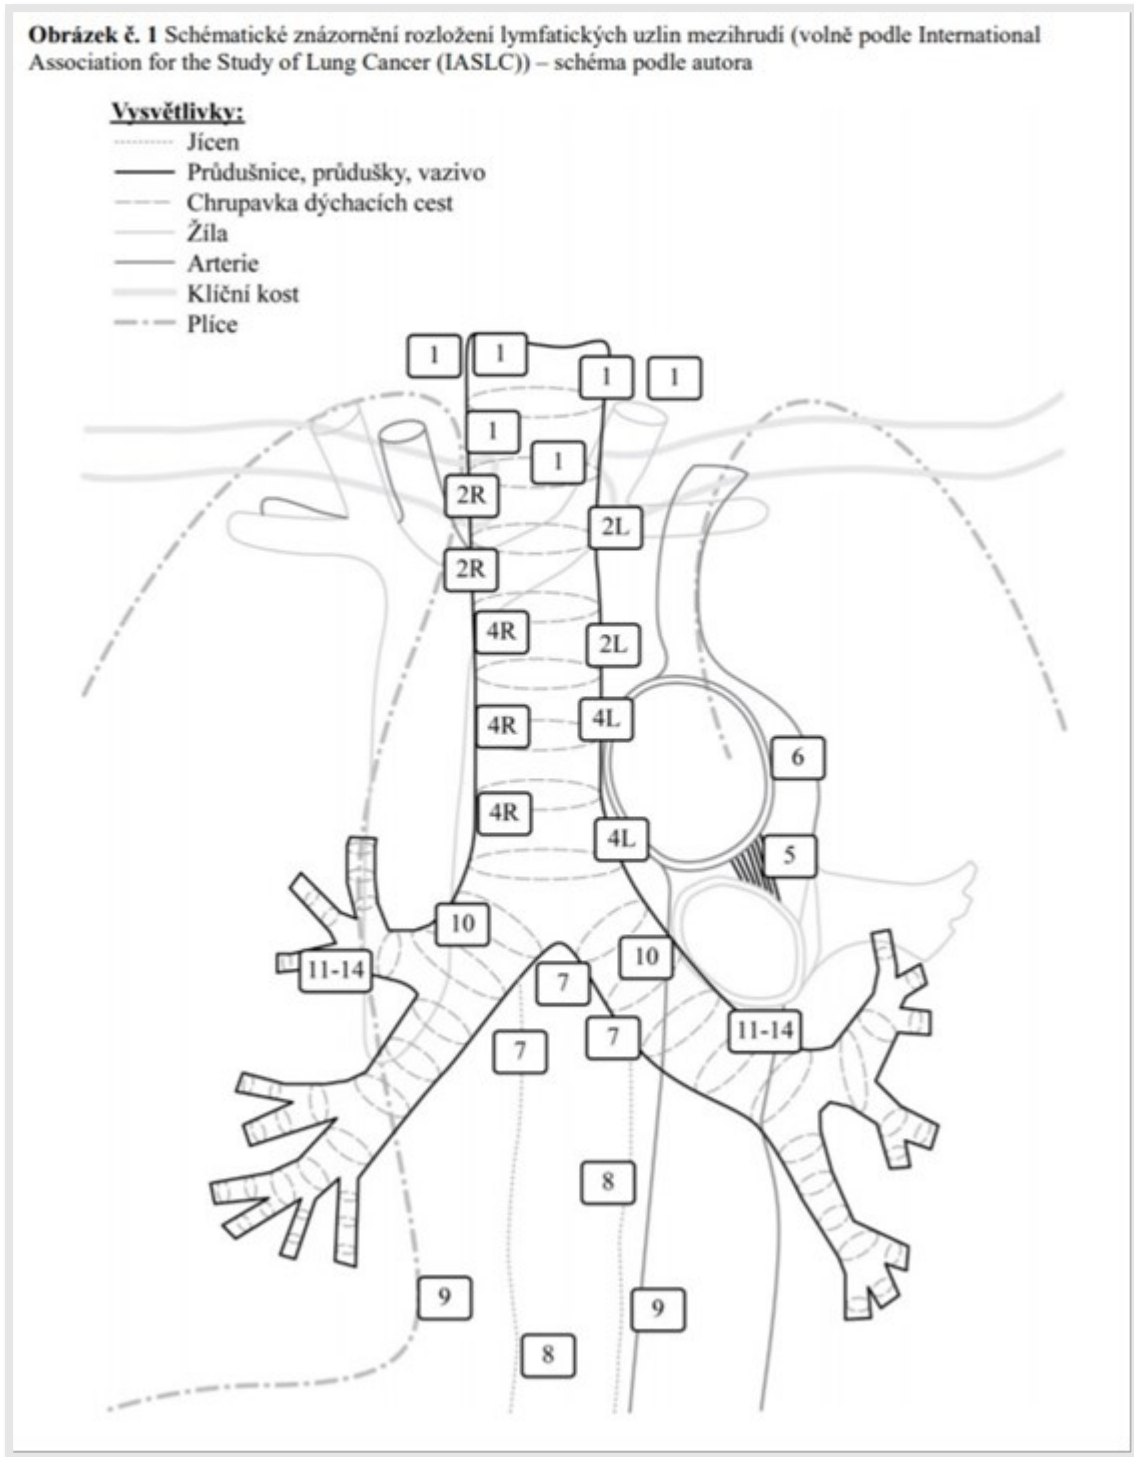 Obrázek č. 1 Schématické znázornění rozložení lymfatických uzlin mezihrudí (volně podle International
Association for the Study of Lung Cancer (IASLC)) – schéma podle autora
Vysvětlivky:
Jícen
Průdušnice, průdušky, vazivo
Chrupavka dýchacích cest
Žíla
Arterie
Klíční kost
Plíce
1 1
1 1
1
1
2R
2L
2R
4R
2L
4L
4R
6
4R
4L
5
10
10
11-14
7
11-14
7
7
8
9
9
8